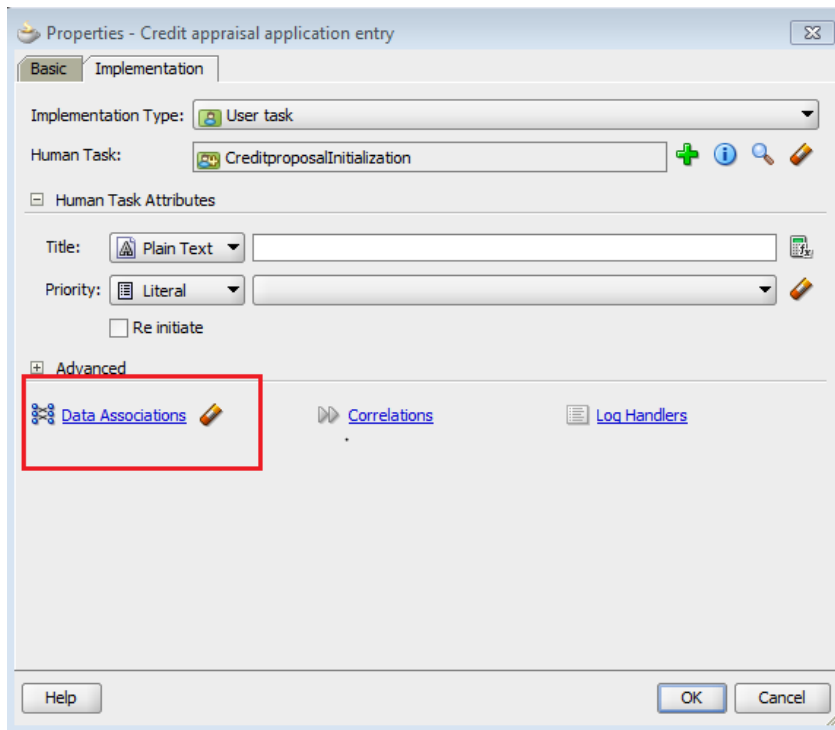 Properties - Credit appraisal application entry
Basic Implementation
Implementation Type: User task
Human Task: CreditproposalInitialization
Human Task Attributes
Title: Plain Text
Priority: Literal
Re initiate
Advanced
Data Associations Correlations Log Handlers
Help OK Cancel